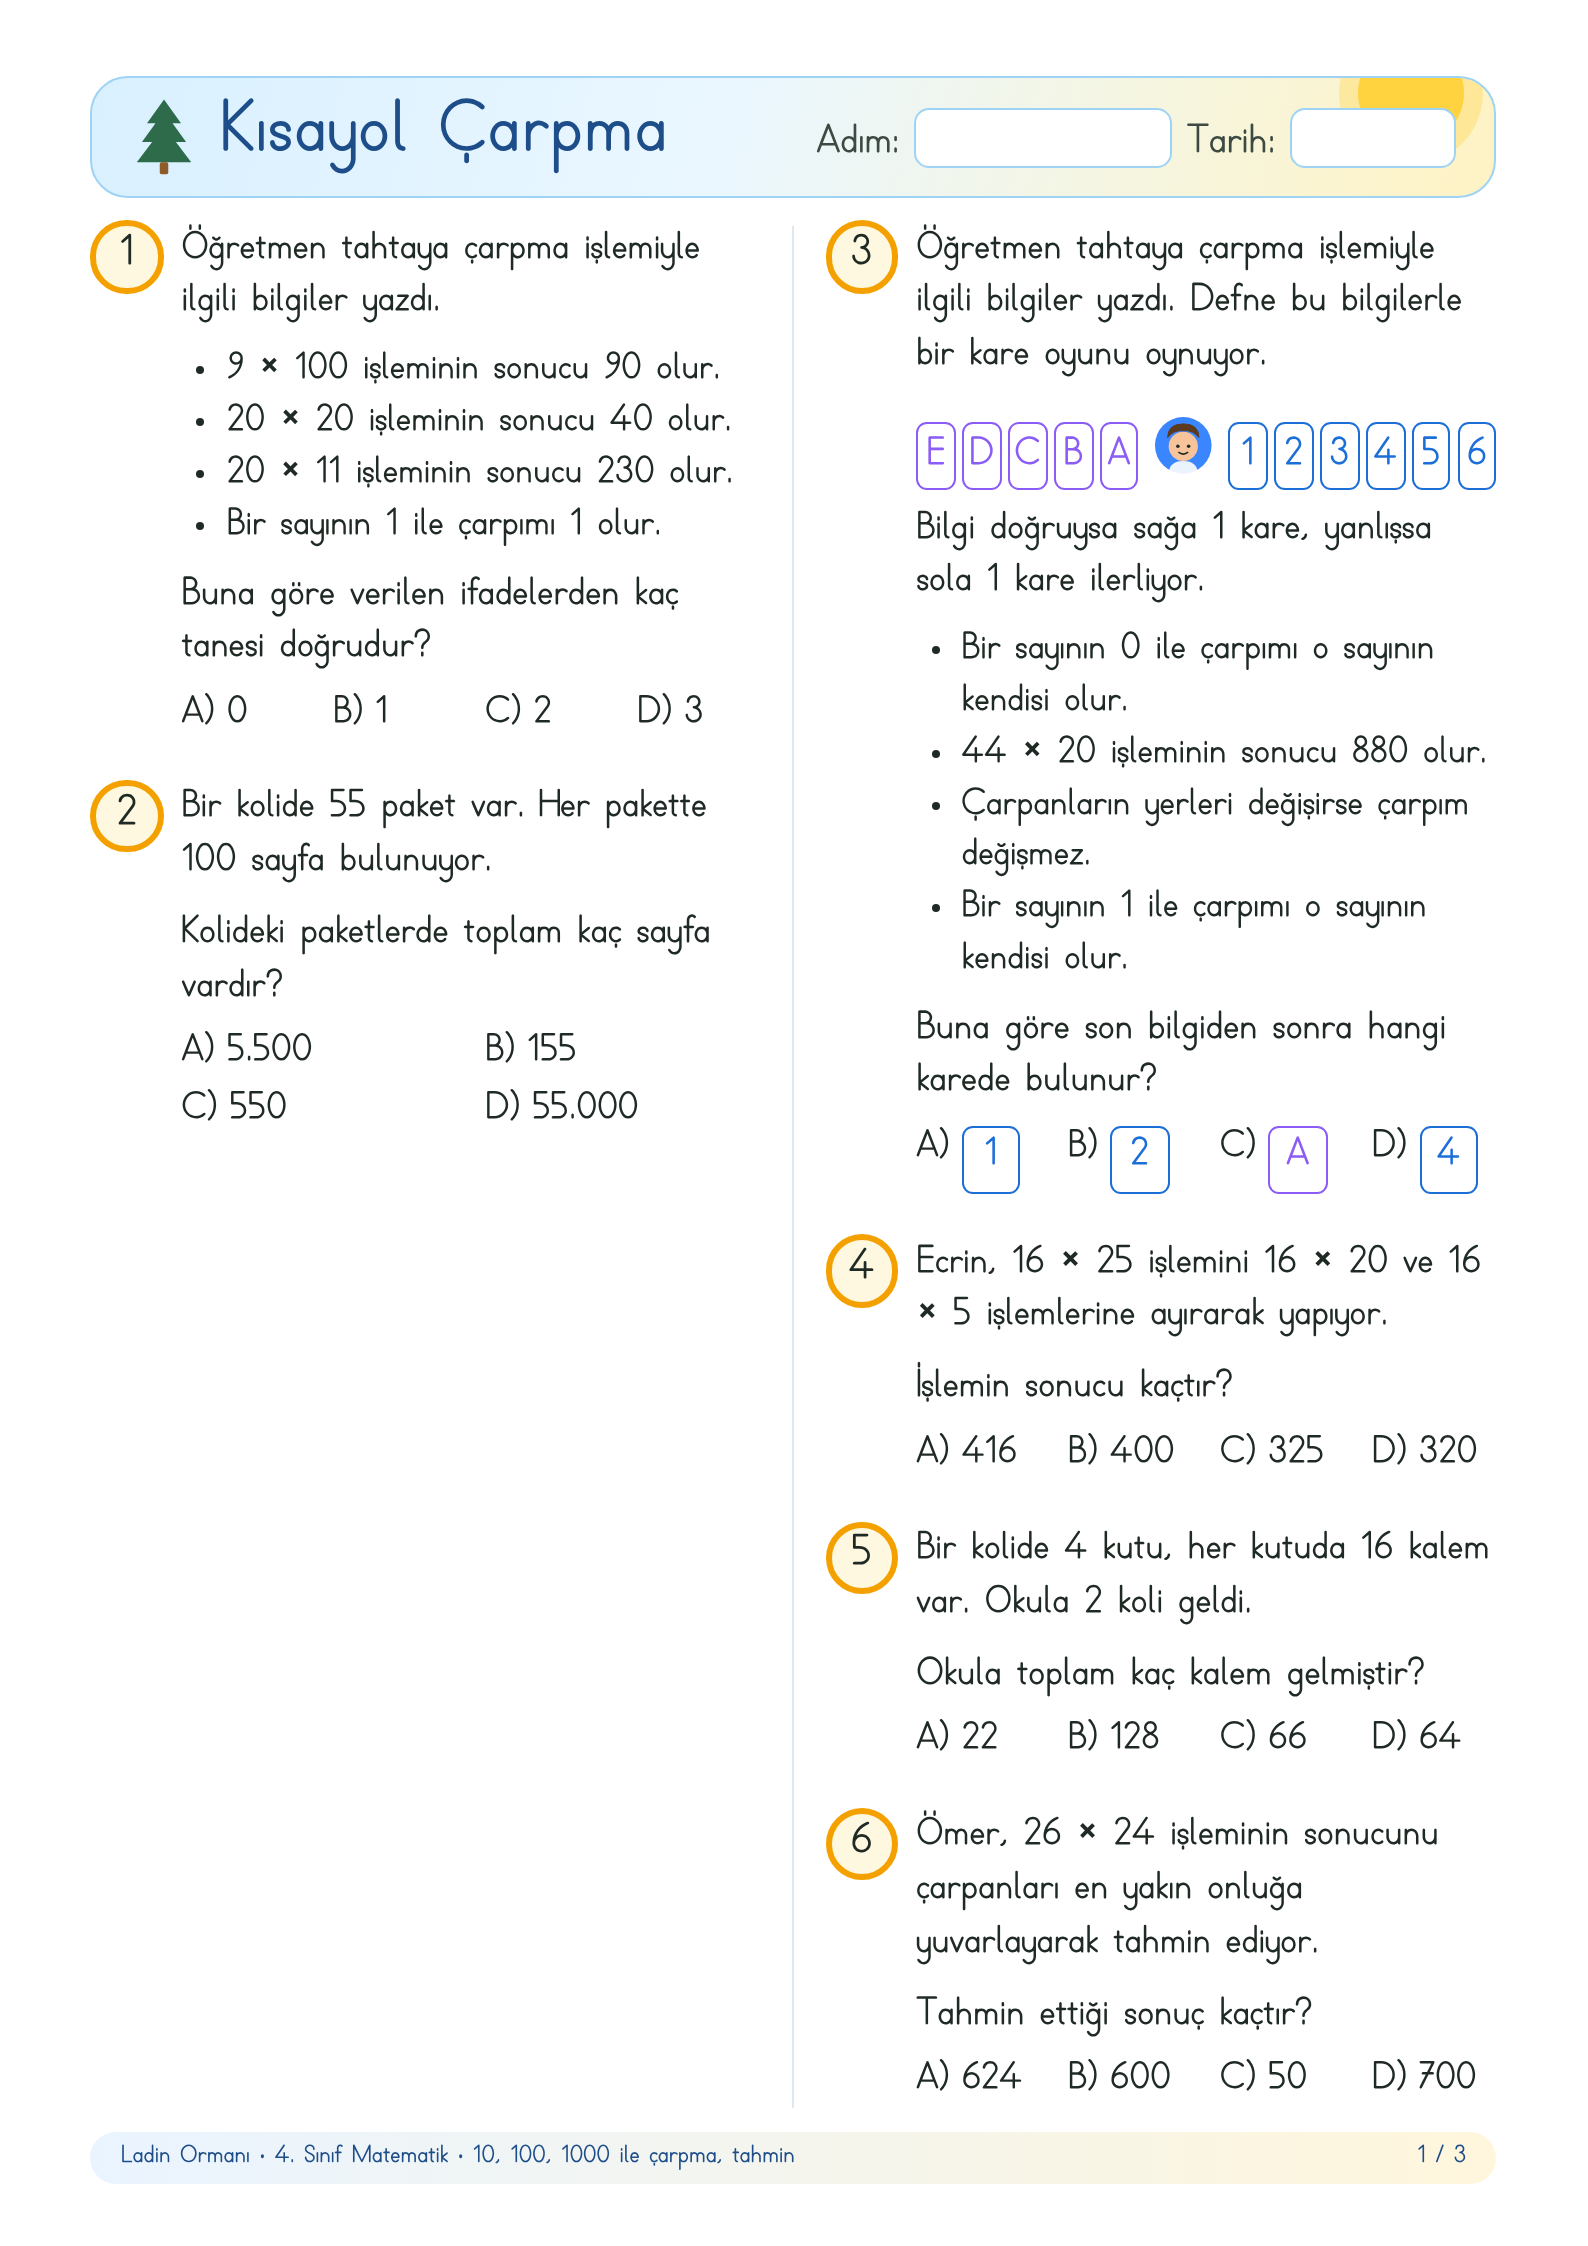 Kısayol Çarpma
Adım:
Tarih:
1
Öğretmen tahtaya çarpma işlemiyle
ilgili bilgiler yazdı.
• 9 × 100 işleminin sonucu 90 olur.
• 20 × 20 işleminin sonucu 40 olur.
• 20 × 11 işleminin sonucu 230 olur.
• Bir sayının 1 ile çarpımı 1 olur.
Buna göre verilen ifadelerden kaç
tanesi doğrudur?
A) 0 B) 1 C) 2 D) 3
2
Bir kolide 55 paket var. Her pakette
100 sayfa bulunuyor.
Kolideki paketlerde toplam kaç sayfa
vardır?
A) 5.500 B) 155
C) 550 D) 55.000
3
Öğretmen tahtaya çarpma işlemiyle
ilgili bilgiler yazdı. Defne bu bilgilerle
bir kare oyunu oynuyor.
E D C B A 1 2 3 4 5 6
Bilgi doğruysa sağa 1 kare, yanlışsa
sola 1 kare ilerliyor.
• Bir sayının 0 ile çarpımı o sayının
kendisi olur.
• 44 × 20 işleminin sonucu 880 olur.
• Çarpanların yerleri değişirse çarpım
değişmez.
• Bir sayının 1 ile çarpımı o sayının
kendisi olur.
Buna göre son bilgiden sonra hangi
karede bulunur?
A) 1 B) 2 C) A D) 4
4
Ecrin, 16 × 25 işlemini 16 × 20 ve 16
× 5 işlemlerine ayırarak yapıyor.
İşlemin sonucu kaçtır?
A) 416 B) 400 C) 325 D) 320
5
Bir kolide 4 kutu, her kutuda 16 kalem
var. Okula 2 koli geldi.
Okula toplam kaç kalem gelmiştir?
A) 22 B) 128 C) 66 D) 64
6
Ömer, 26 × 24 işleminin sonucunu
çarpanları en yakın onluğa
yuvarlayarak tahmin ediyor.
Tahmin ettiği sonuç kaçtır?
A) 624 B) 600 C) 50 D) 700
Ladin Ormanı • 4. Sınıf Matematik • 10, 100, 1000 ile çarpma, tahmin
1 / 3